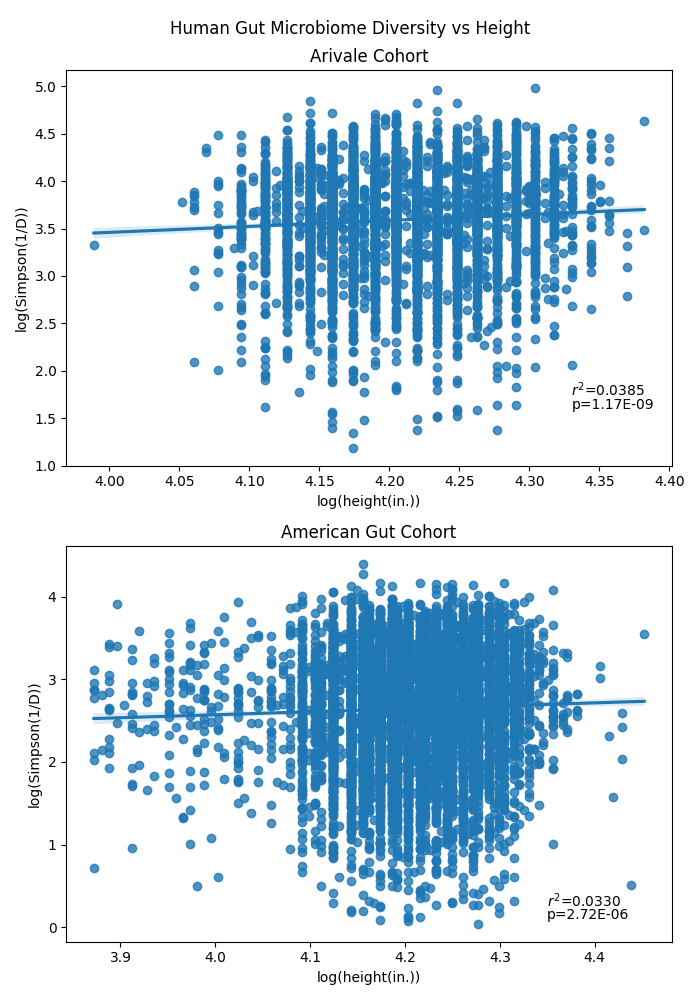 Human Gut Microbiome Diversity vs Height
Arivale Cohort
5.0
4.5
4.0
3.5
3.0
2.5
2.0
1.5
1.0
log(Simpson(1/D))
r²=0.0385
p=1.17E-09
4.00 4.05 4.10 4.15 4.20 4.25 4.30 4.35 4.40
log(height(in.))
American Gut Cohort
4
3
2
1
0
log(Simpson(1/D))
r²=0.0330
p=2.72E-06
3.9 4.0 4.1 4.2 4.3 4.4
log(height(in.))